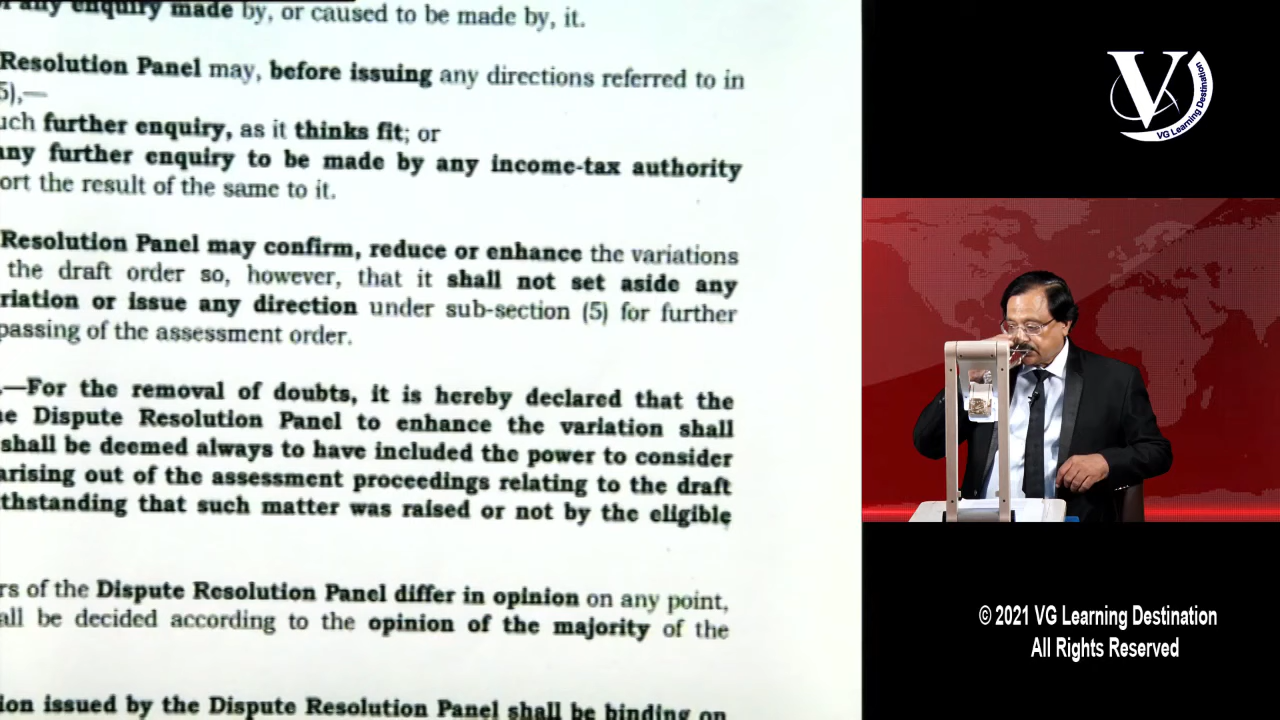 any enquiry made by, or caused to be made by, it.
Resolution Panel may, before issuing any directions referred to in
5),—
uch further enquiry, as it thinks fit; or
any further enquiry to be made by any income-tax authority
ort the result of the same to it.
Resolution Panel may confirm, reduce or enhance the variations
the draft order so, however, that it shall not set aside any
riation or issue any direction under sub-section (5) for further
passing of the assessment order.
.—For the removal of doubts, it is hereby declared that the
e Dispute Resolution Panel to enhance the variation shall
shall be deemed always to have included the power to consider
arising out of the assessment proceedings relating to the draft
thstanding that such matter was raised or not by the eligible
rs of the Dispute Resolution Panel differ in opinion on any point,
all be decided according to the opinion of the majority of the
ion issued by the Dispute Resolution Panel shall be binding on
V
VG Learning Destination
© 2021 VG Learning Destination
All Rights Reserved